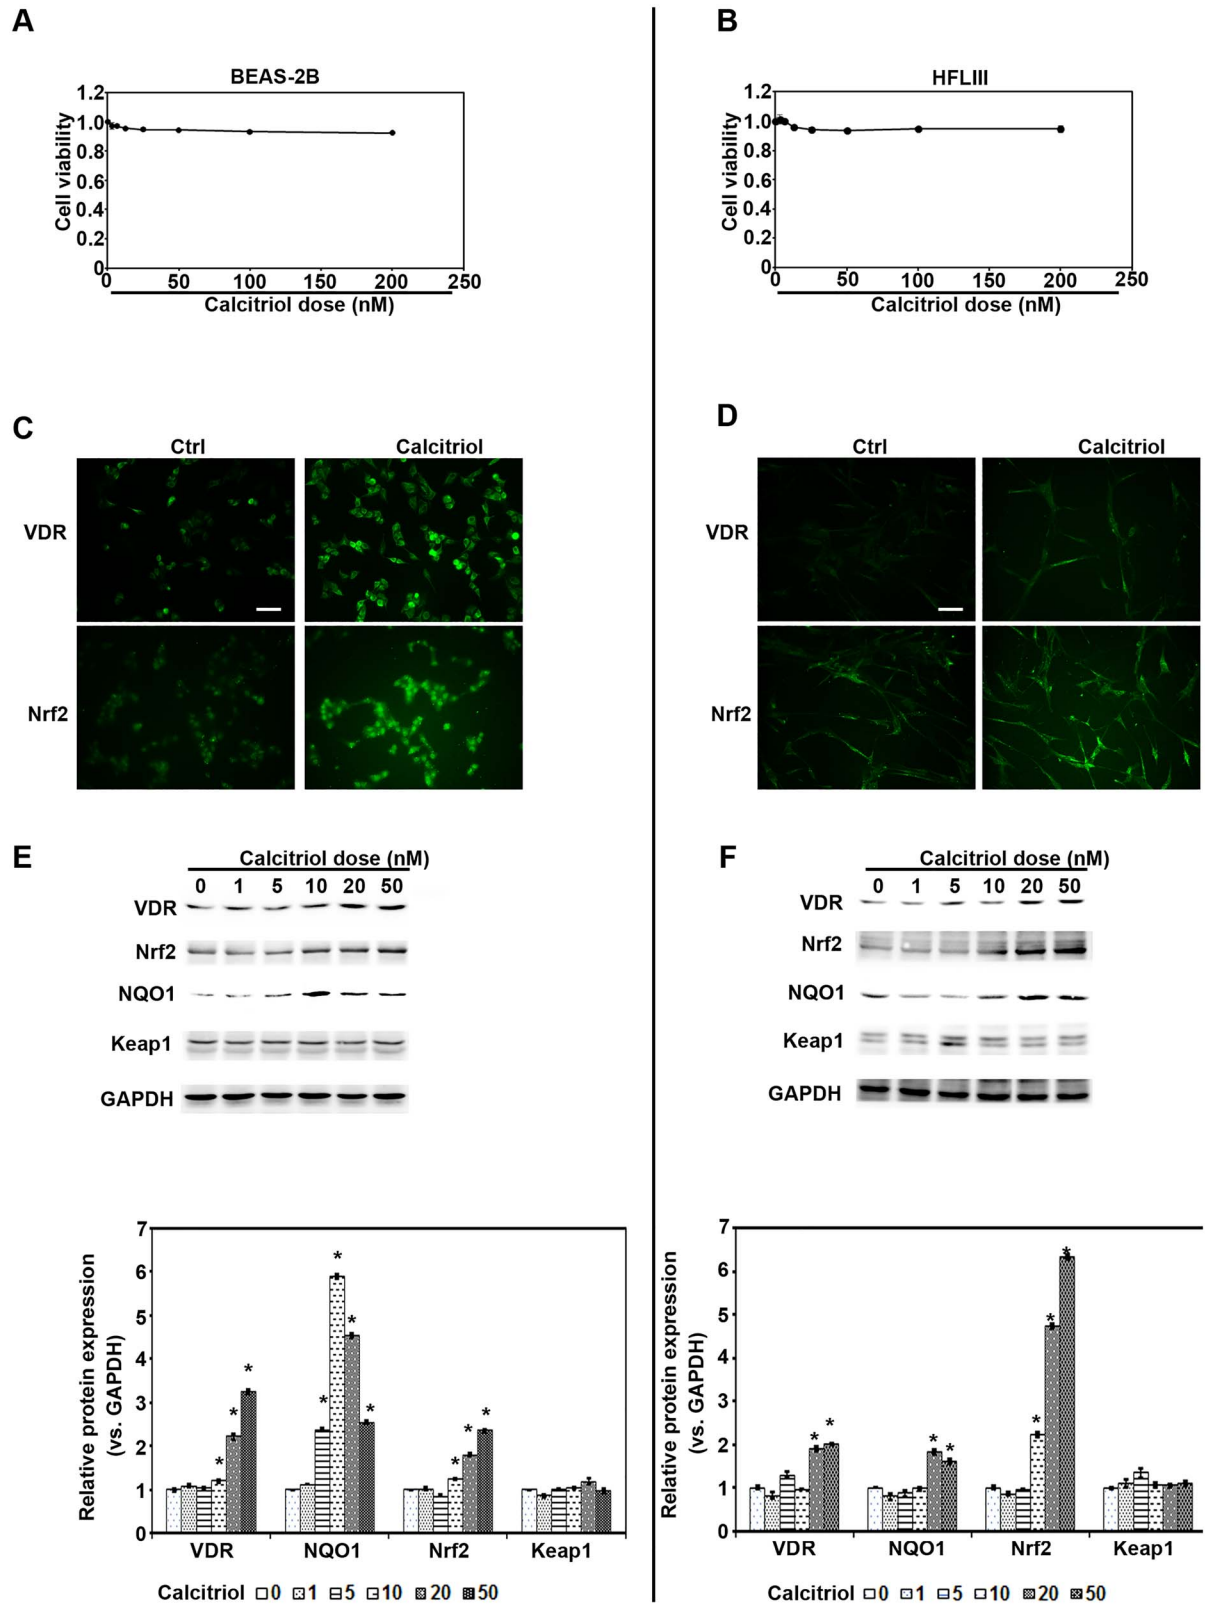 A
BEAS-2B
Cell viability
1.2
1.0
0.8
0.6
0.4
0.2
0
0 50 100 150 200 250
Calcitriol dose (nM)
B
HFLIII
Cell viability
1.2
1.0
0.8
0.6
0.4
0.2
0
0 50 100 150 200 250
Calcitriol dose (nM)
C
Ctrl Calcitriol
VDR
Nrf2
D
Ctrl Calcitriol
VDR
Nrf2
E
Calcitriol dose (nM)
0 1 5 10 20 50
VDR
Nrf2
NQO1
Keap1
GAPDH
Relative protein expression
(vs. GAPDH)
7
6
5
4
3
2
1
0
* * * * * * * * * *
VDR NQO1 Nrf2 Keap1
Calcitriol 0 1 5 10 20 50
F
Calcitriol dose (nM)
0 1 5 10 20 50
VDR
Nrf2
NQO1
Keap1
GAPDH
Relative protein expression
(vs. GAPDH)
7
6
5
4
3
2
1
0
* * * * * * *
VDR NQO1 Nrf2 Keap1
Calcitriol 0 1 5 10 20 50